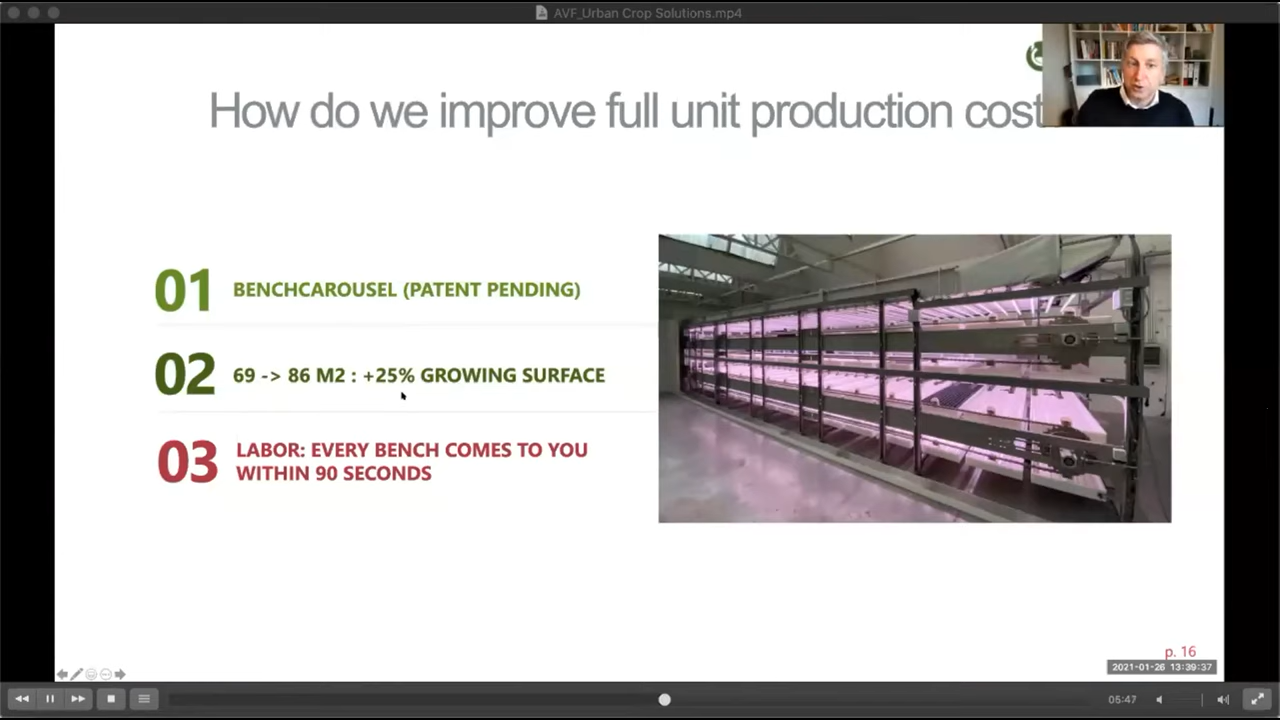 AVF_Urban Crop Solutions.mp4
How do we improve full unit production cost
01 BENCHCAROUSEL (PATENT PENDING)
02 69 -> 86 M2 : +25% GROWING SURFACE
03 LABOR: EVERY BENCH COMES TO YOU
WITHIN 90 SECONDS
p. 16
2021-01-26 13:39:37
05:47